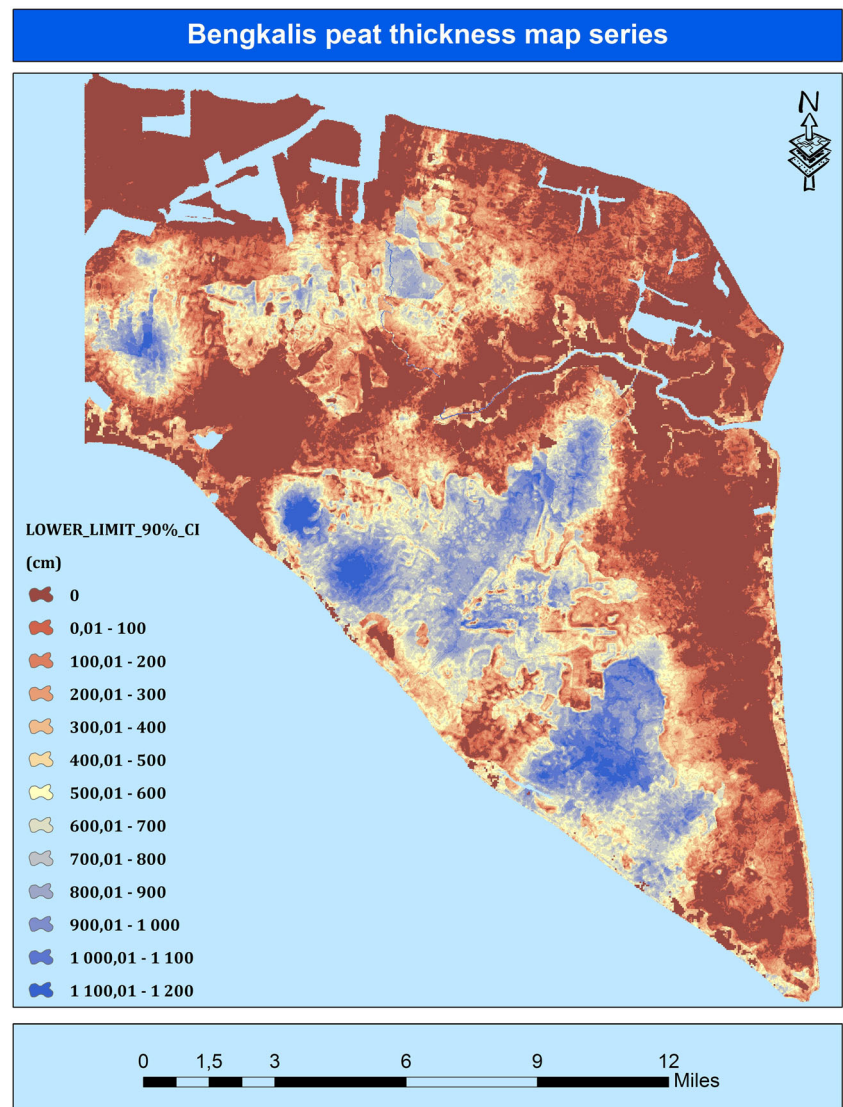 Bengkalis peat thickness map series
N
LOWER_LIMIT_90%_CI
(cm)
0
0,01 - 100
100,01 - 200
200,01 - 300
300,01 - 400
400,01 - 500
500,01 - 600
600,01 - 700
700,01 - 800
800,01 - 900
900,01 - 1 000
1 000,01 - 1 100
1 100,01 - 1 200
0 1,5 3 6 9 12
Miles